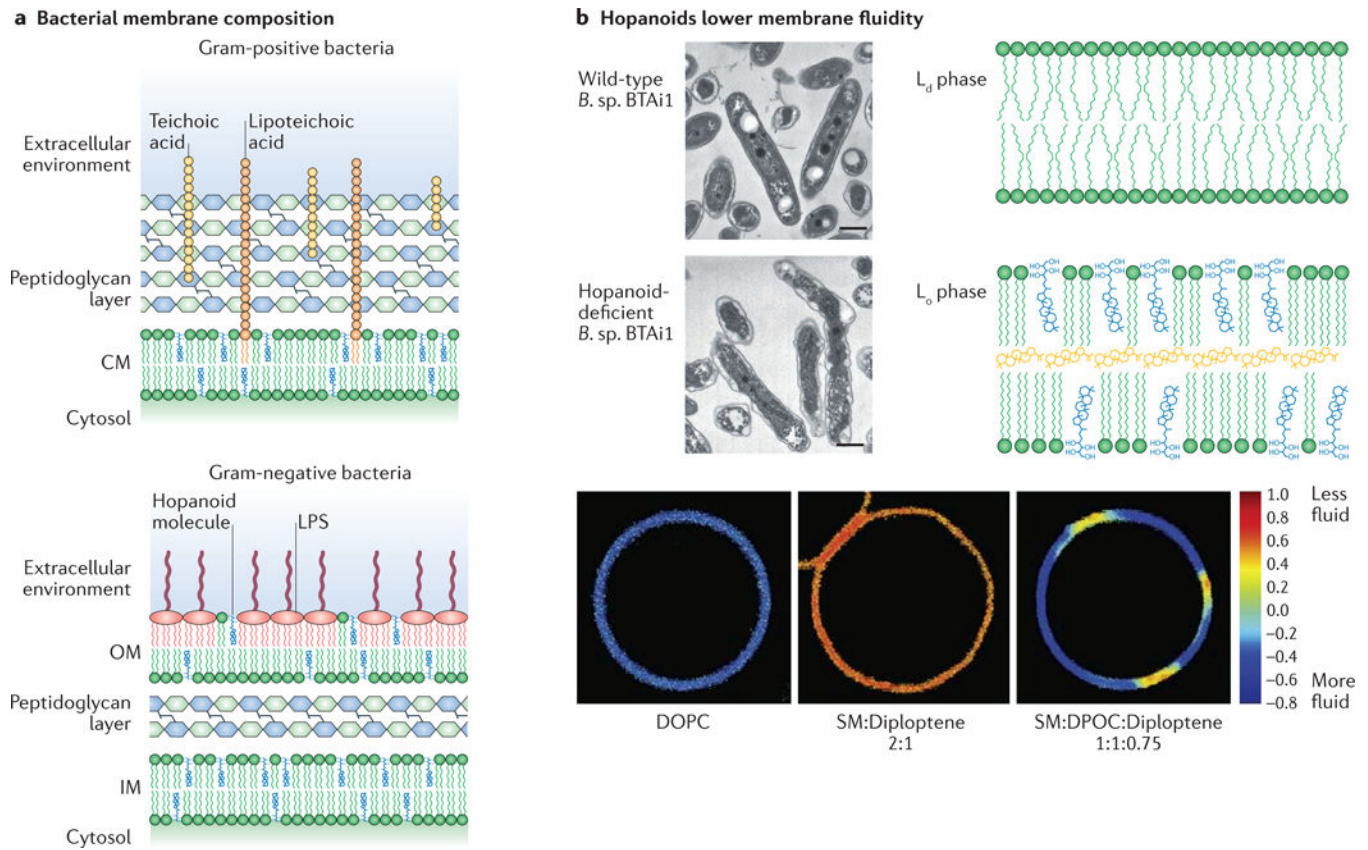 a Bacterial membrane composition
Gram-positive bacteria
Teichoic
acid
Lipoteichoic
acid
Extracellular
environment
Peptidoglycan
layer
CM
Cytosol
Gram-negative bacteria
Hopanoid
molecule
LPS
Extracellular
environment
OM
Peptidoglycan
layer
IM
Cytosol
b Hopanoids lower membrane fluidity
Wild-type
B. sp. BTAi1
Ld phase
Hopanoid-
deficient
B. sp. BTAi1
Lo phase
1.0
0.8
0.6
0.4
0.2
0.0
−0.2
−0.4
−0.6
−0.8
Less
fluid
More
fluid
DOPC
SM:Diploptene
2:1
SM:DPOC:Diploptene
1:1:0.75